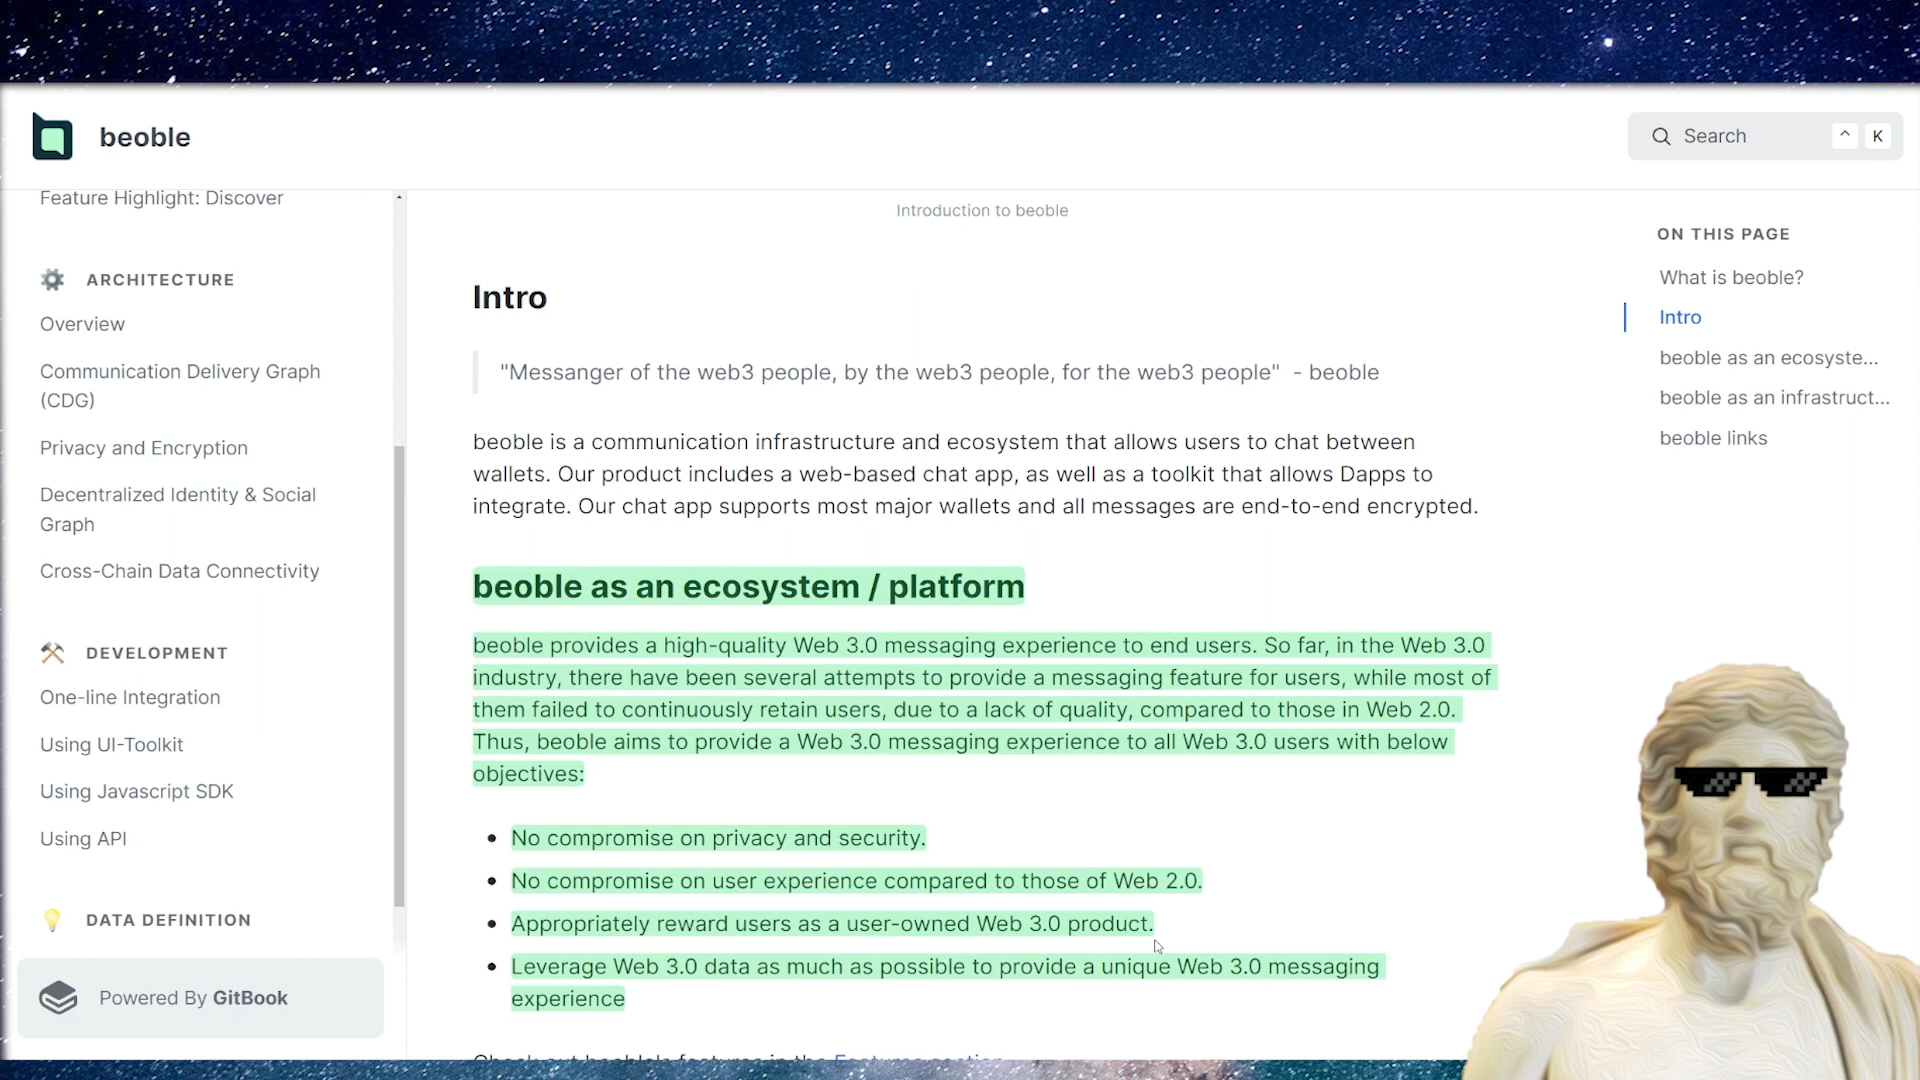 beoble
Search
^
K
Feature Highlight: Discover
ARCHITECTURE
Overview
Communication Delivery Graph
(CDG)
Privacy and Encryption
Decentralized Identity & Social
Graph
Cross-Chain Data Connectivity
DEVELOPMENT
One-line Integration
Using UI-Toolkit
Using Javascript SDK
Using API
DATA DEFINITION
Powered By GitBook
Introduction to beoble
Intro
"Messanger of the web3 people, by the web3 people, for the web3 people" - beoble
beoble is a communication infrastructure and ecosystem that allows users to chat between
wallets. Our product includes a web-based chat app, as well as a toolkit that allows Dapps to
integrate. Our chat app supports most major wallets and all messages are end-to-end encrypted.
beoble as an ecosystem / platform
beoble provides a high-quality Web 3.0 messaging experience to end users. So far, in the Web 3.0
industry, there have been several attempts to provide a messaging feature for users, while most of
them failed to continuously retain users, due to a lack of quality, compared to those in Web 2.0.
Thus, beoble aims to provide a Web 3.0 messaging experience to all Web 3.0 users with below
objectives:
• No compromise on privacy and security.
• No compromise on user experience compared to those of Web 2.0.
• Appropriately reward users as a user-owned Web 3.0 product.
• Leverage Web 3.0 data as much as possible to provide a unique Web 3.0 messaging
experience
Check out beoble's features in the Features section
ON THIS PAGE
What is beoble?
Intro
beoble as an ecosyste...
beoble as an infrastruct...
beoble links